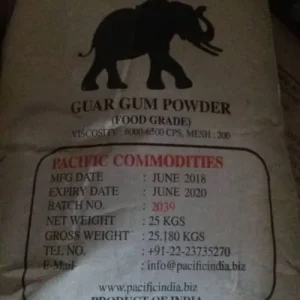 GUAR GUM POWDER
(FOOD GRADE)
VISCOSITY : 6000-6500 CPS, MESH : 200
PACIFIC COMMODITIES
MFG DATE : JUNE 2018
EXPIRY DATE : JUNE 2020
BATCH NO. : 2039
NET WEIGHT : 25 KGS
GROSS WEIGHT : 25.180 KGS
TEL NO. : +91-22-23735270
E-Mail : info@pacificindia.biz
www.pacificindia.biz
PRODUCT OF INDIA